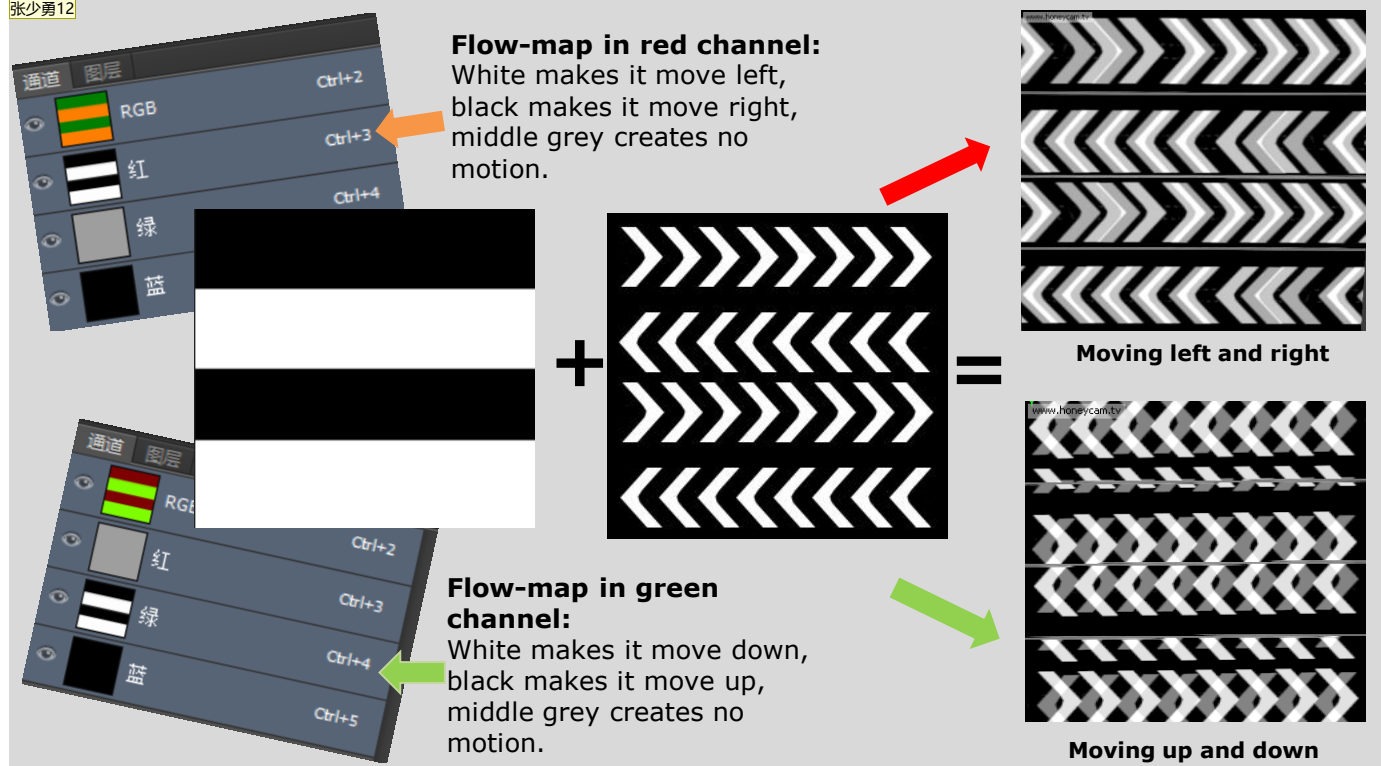 张少勇12
通道 图层
RGB Ctrl+2
红 Ctrl+3
绿 Ctrl+4
蓝
Flow-map in red channel:
White makes it move left,
black makes it move right,
middle grey creates no
motion.
www.honeycam.tv
Moving left and right
+
=
通道 图层
Ctrl+2
红 Ctrl+3
绿 Ctrl+4
蓝 Ctrl+5
Flow-map in green
channel:
White makes it move down,
black makes it move up,
middle grey creates no
motion.
www.honeycam.tv
Moving up and down